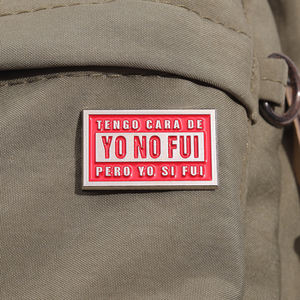 TENGO CARA DE
YO NO FUI
PERO YO SI FUI